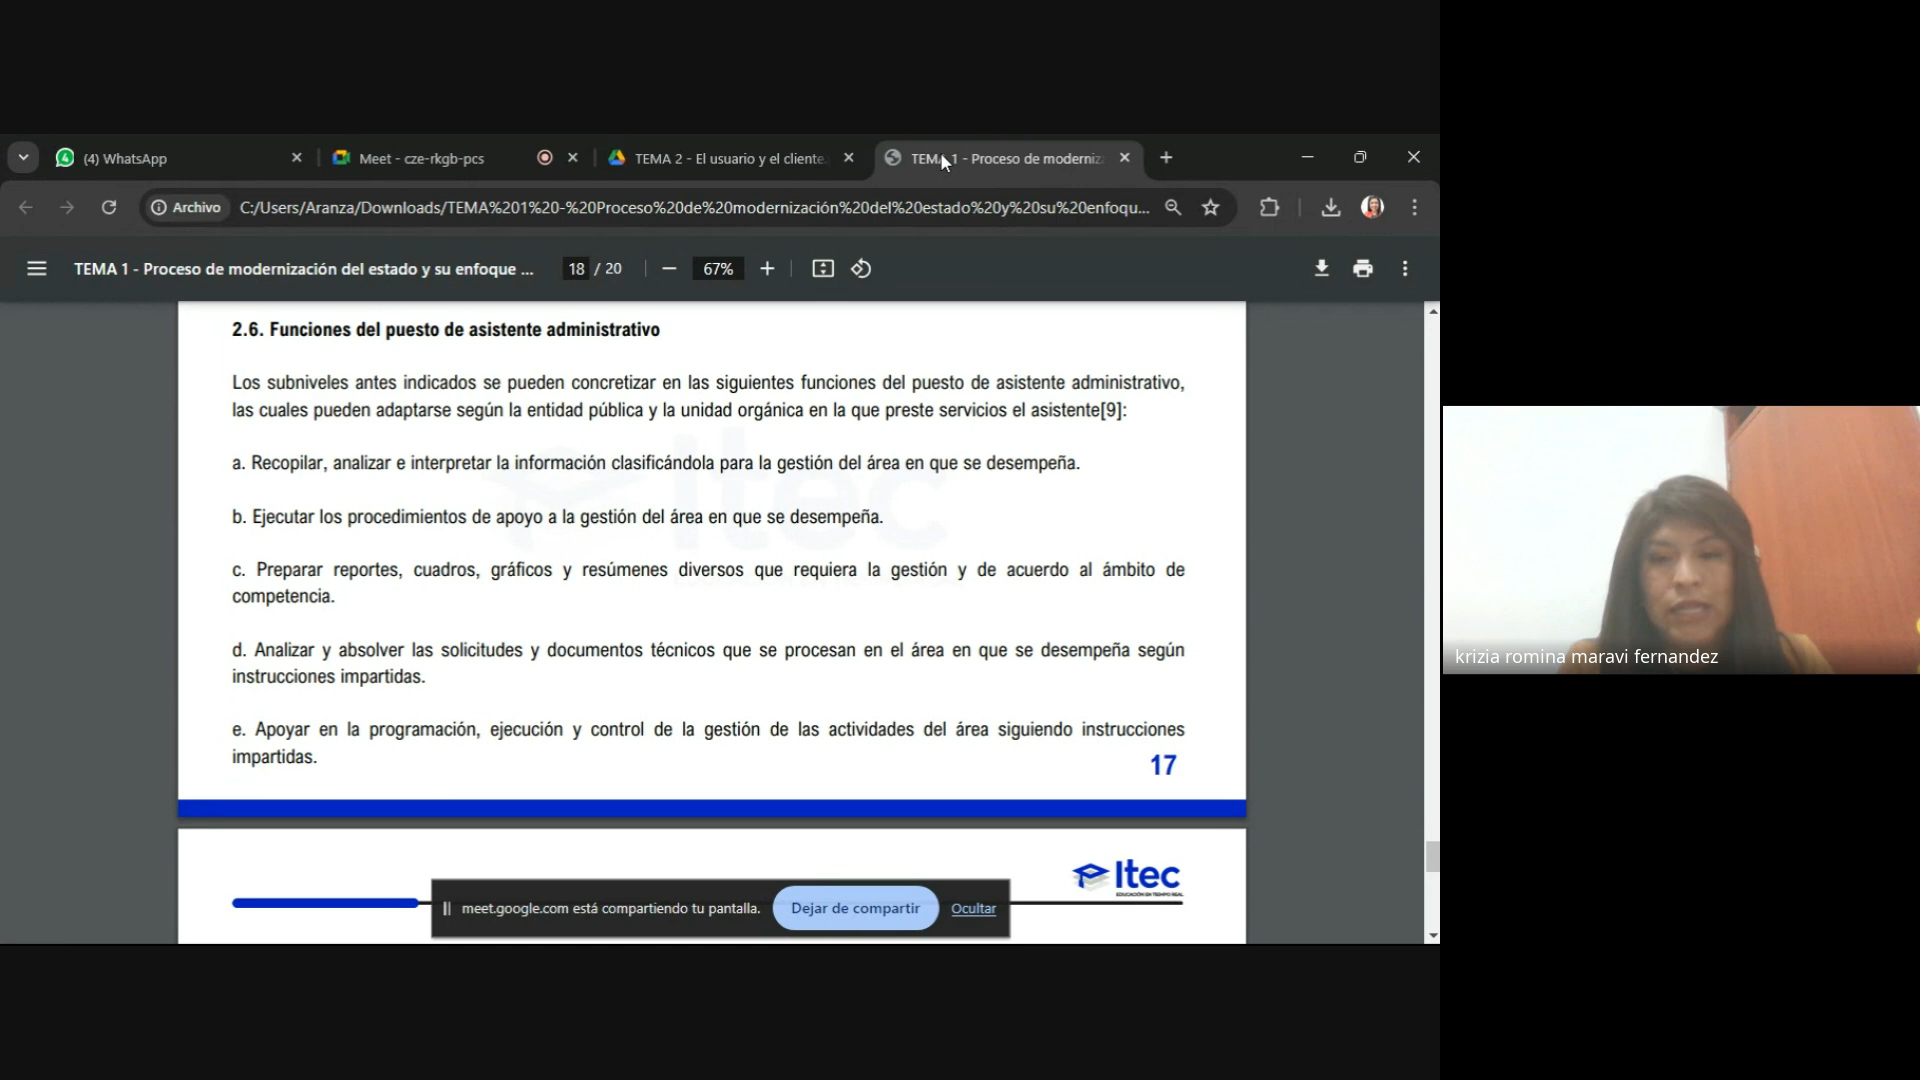 (4) WhatsApp
Meet - cze-rkgb-pcs
TEMA 2 - El usuario y el cliente.
TEMA 1 - Proceso de moderniz
Archivo
C:/Users/Aranza/Downloads/TEMA%201%20-%20Proceso%20de%20modernización%20del%20estado%20y%20su%20enfoqu...
TEMA 1 - Proceso de modernización del estado y su enfoque ...
18 / 20
67%
2.6. Funciones del puesto de asistente administrativo
Los subniveles antes indicados se pueden concretizar en las siguientes funciones del puesto de asistente administrativo,
las cuales pueden adaptarse según la entidad pública y la unidad orgánica en la que preste servicios el asistente[9]:
a. Recopilar, analizar e interpretar la información clasificándola para la gestión del área en que se desempeña.
b. Ejecutar los procedimientos de apoyo a la gestión del área en que se desempeña.
c. Preparar reportes, cuadros, gráficos y resúmenes diversos que requiera la gestión y de acuerdo al ámbito de
competencia.
d. Analizar y absolver las solicitudes y documentos técnicos que se procesan en el área en que se desempeña según
instrucciones impartidas.
e. Apoyar en la programación, ejecución y control de la gestión de las actividades del área siguiendo instrucciones
impartidas.
17
Itec
Itec
EDUCACIÓN EN TIEMPO REAL
meet.google.com está compartiendo tu pantalla.
Dejar de compartir
Ocultar
krizia romina maravi fernandez